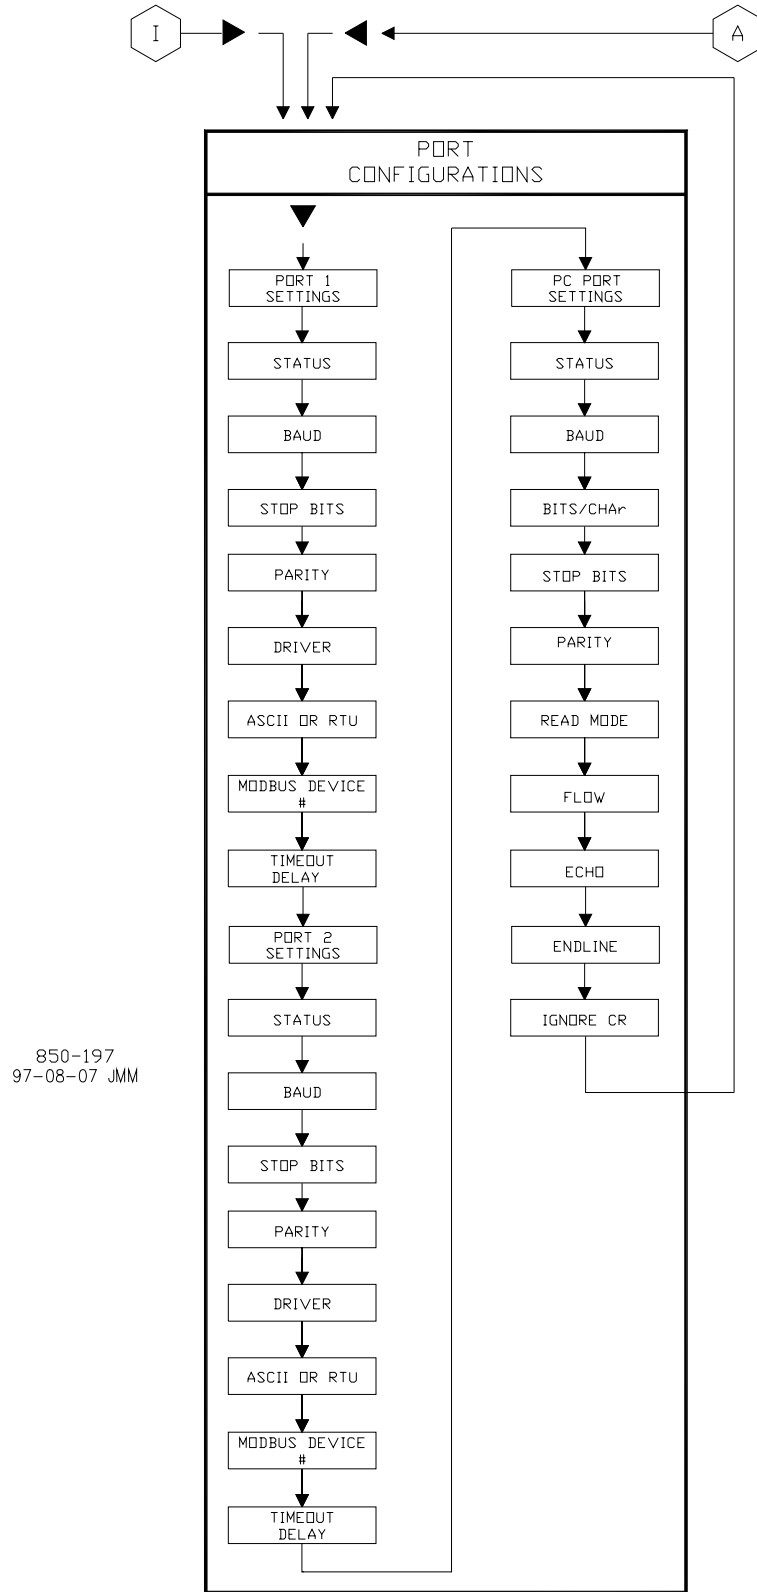 I
A
PORT
CONFIGURATIONS
PORT 1
SETTINGS
STATUS
BAUD
STOP BITS
PARITY
DRIVER
ASCII OR RTU
MODBUS DEVICE
#
TIMEOUT
DELAY
PORT 2
SETTINGS
STATUS
BAUD
STOP BITS
PARITY
DRIVER
ASCII OR RTU
MODBUS DEVICE
#
TIMEOUT
DELAY
PC PORT
SETTINGS
STATUS
BAUD
BITS/CHAr
STOP BITS
PARITY
READ MODE
FLOW
ECHO
ENDLINE
IGNORE CR
850-197
97-08-07 JMM